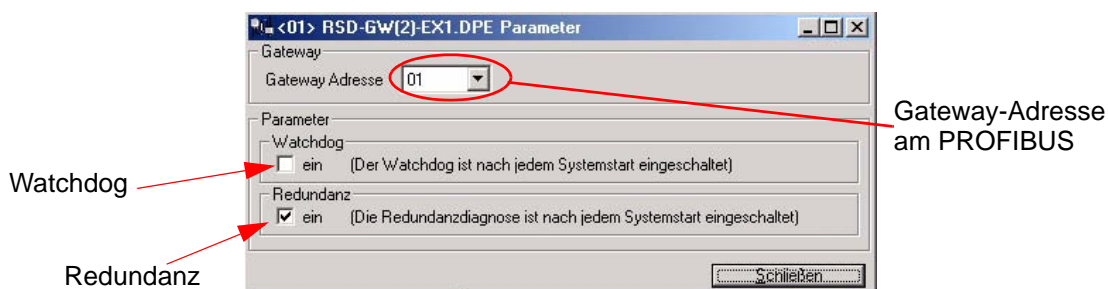 <01> RSD-GW(2)-EX1.DPE Parameter
Gateway
Gateway Adresse 01
Gateway-Adresse
am PROFIBUS
Parameter
Watchdog
ein (Der Watchdog ist nach jedem Systemstart eingeschaltet)
Watchdog
Redundanz
ein (Die Redundanzdiagnose ist nach jedem Systemstart eingeschaltet)
Redundanz
Schließen